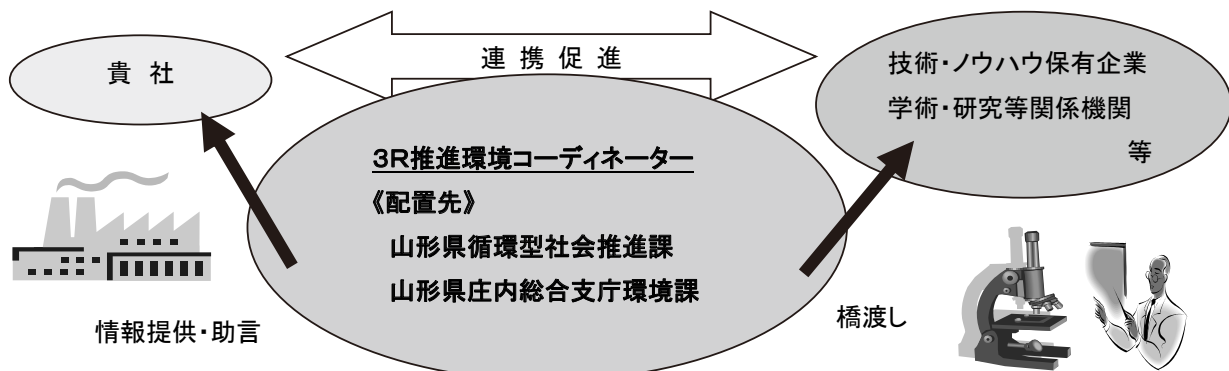 連携促進
貴社
技術・ノウハウ保有企業
学術・研究等関係機関
等
3R推進環境コーディネーター
《配置先》
山形県循環型社会推進課
山形県庄内総合支庁環境課
情報提供・助言
橋渡し